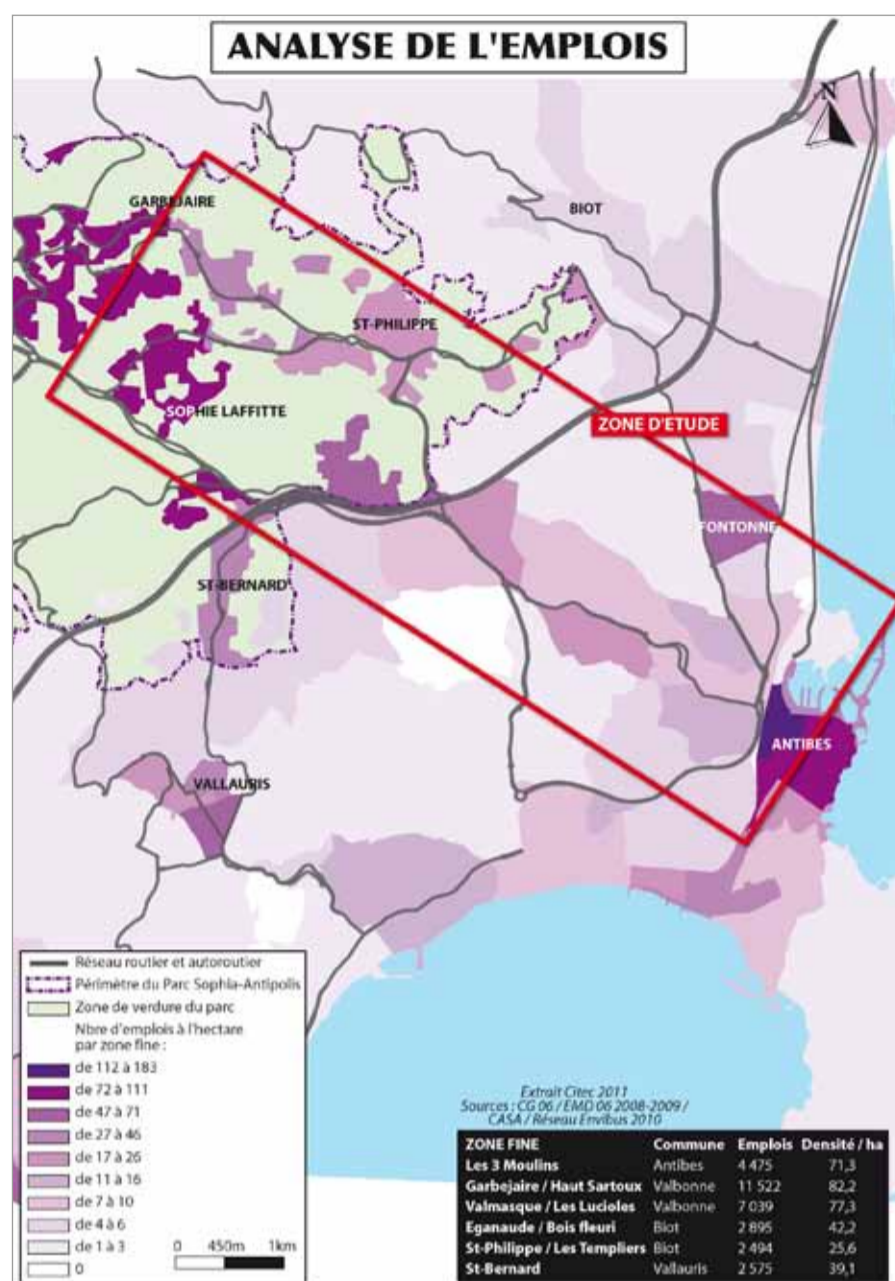 ANALYSE DE L'EMPLOIS
N
GARBEJAIRE
BIOT
ST-PHILIPPE
SOPHIE LAFFITTE
ZONE D'ETUDE
FONTONNE
ST-BERNARD
ANTIBES
VALLAURIS
Réseau routier et autoroutier
Périmètre du Parc Sophia-Antipolis
Zone de verdure du parc
Nbre d'emplois à l'hectare
par zone fine :
de 112 à 183
de 72 à 111
de 47 à 71
de 27 à 46
de 17 à 26
de 11 à 16
de 7 à 10
de 4 à 6
de 1 à 3
0
0 450m 1km
Extrait Citec 2011
Sources : CG 06 / EMD 06 2008-2009 /
CASA / Réseau Envibus 2010
ZONE FINE Commune Emplois Densité / ha
Les 3 Moulins Antibes 4 475 71,3
Garbejaire / Haut Sartoux Valbonne 11 522 82,2
Valmasque / Les Lucioles Valbonne 7 039 77,3
Eganaude / Bois fleuri Biot 2 895 42,2
St-Philippe / Les Templiers Biot 2 494 25,6
St-Bernard Vallauris 2 575 39,1